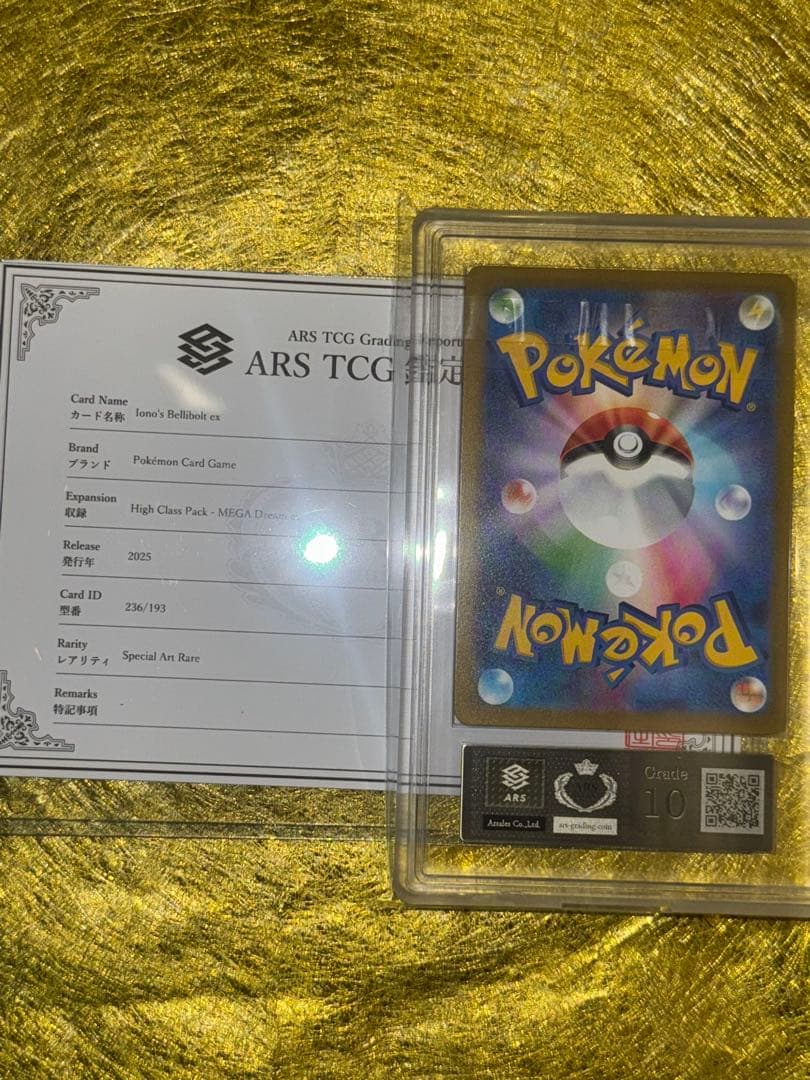 ARS TCG Grading Report
ARS TCG 鑑定
Card Name
カード名称 Iono's Bellibolt ex
Brand
ブランド Pokémon Card Game
Expansion
収録 High Class Pack - MEGA Dream
Release
発行年 2025
Card ID
型番 236/193
Rarity
レアリティ Special Art Rare
Remarks
特記事項 -
POKÉMON
®
®
POKÉMON
ARS
ARS
Grade
10
Arsales Co.,Ltd.
ars-grading.com